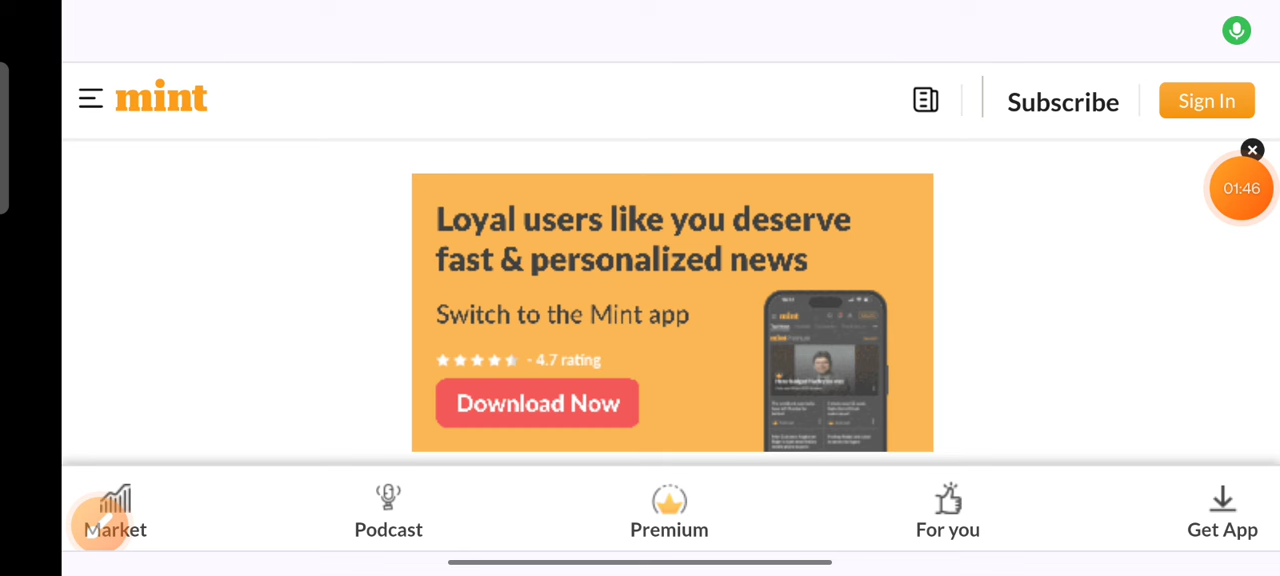 mint
Subscribe
Sign In
01:46
Loyal users like you deserve
fast & personalized news
Switch to the Mint app
- 4.7 rating
Download Now
mint
Market
Podcast
Premium
For you
Get App